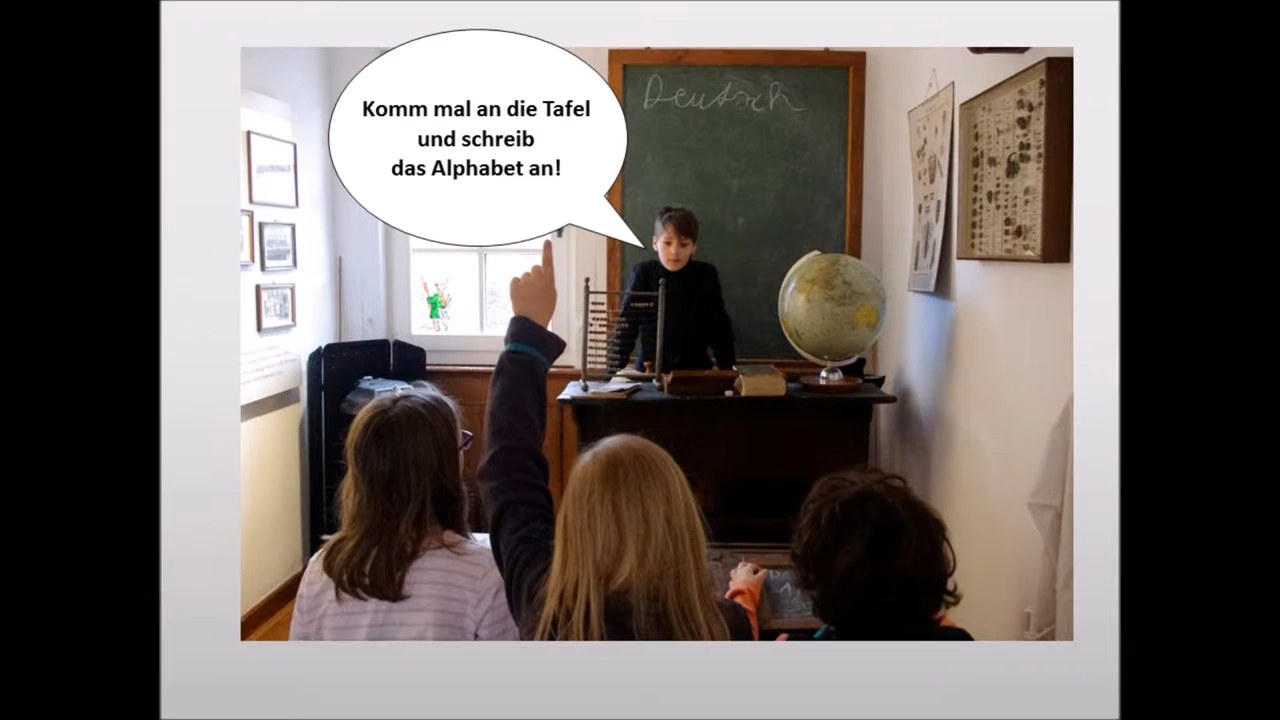 Komm mal an die Tafel
und schreib
das Alphabet an!
Deutsch